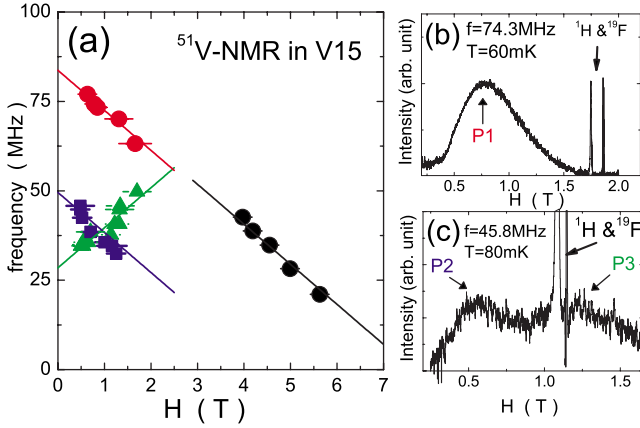 (a)
⁵¹V-NMR in V15
frequency ( MHz )
100
75
50
25
0
0 1 2 3 4 5 6 7
H ( T )
(b)
f=74.3MHz
T=60mK
¹H &¹⁹F
P1
Intensity (arb. unit)
0.5 1.0 1.5 2.0
H ( T )
(c)
f=45.8MHz
T=80mK
¹H &¹⁹F
P2
P3
Intensity (arb. unit)
0.5 1.0 1.5
H ( T )